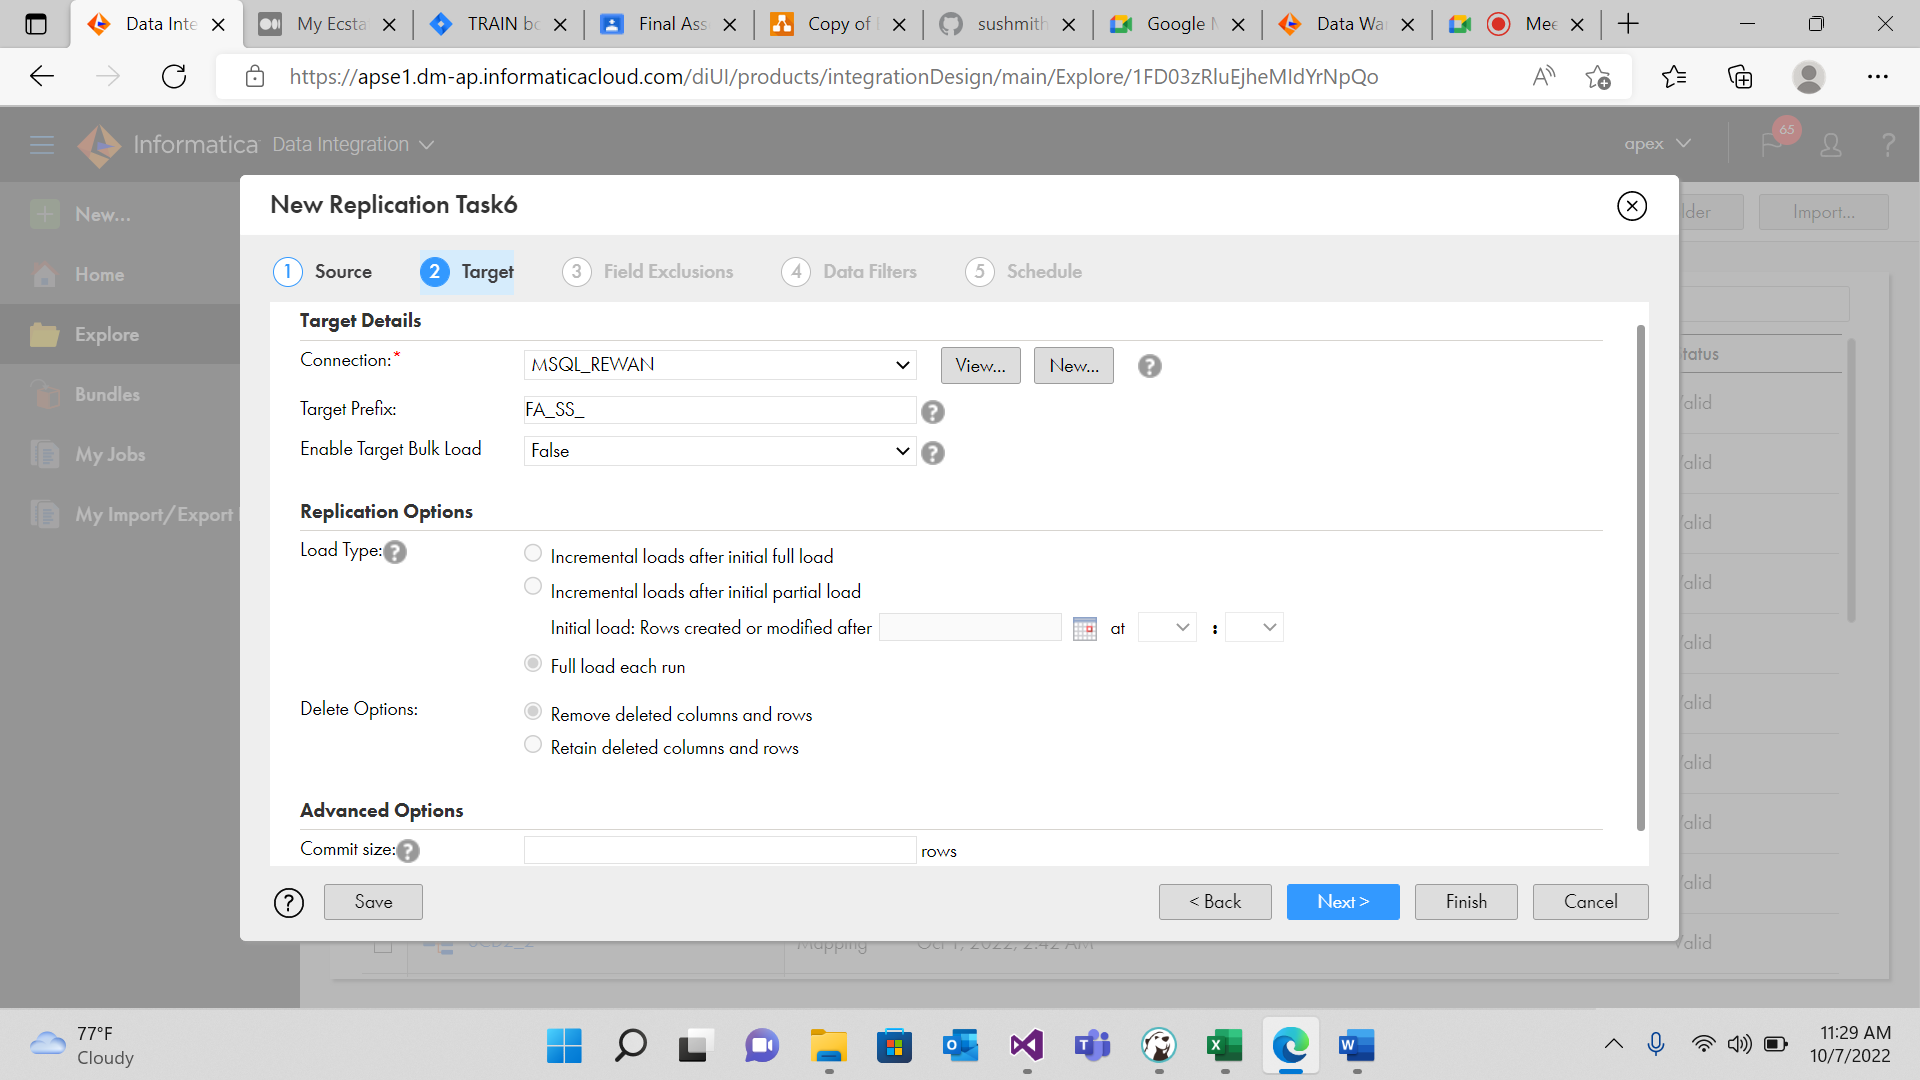 Data Inte
My Ecsta
TRAIN bo
Final Ass
Copy of
sushmith
Google M
Data Wa
Mee
https://apse1.dm-ap.informaticacloud.com/diUI/products/integrationDesign/main/Explore/1FD03zRluEjheMIdYrNpQo
Informatica Data Integration
apex
65
?
New...
Home
Explore
Bundles
My Jobs
My Import/Export
lder
Import...
New Replication Task6
1 Source
2 Target
3 Field Exclusions
4 Data Filters
5 Schedule
Target Details
Connection:* MSQL_REWAN View... New... ?
Target Prefix: FA_SS_ ?
Enable Target Bulk Load False ?
Replication Options
Load Type: ? Incremental loads after initial full load
Incremental loads after initial partial load
Initial load: Rows created or modified after at :
Full load each run
Delete Options: Remove deleted columns and rows
Retain deleted columns and rows
Advanced Options
Commit size: ? rows
? Save < Back Next > Finish Cancel
tatus
alid
alid
alid
alid
alid
alid
alid
alid
alid
Mapping Oct 1, 2022, 2:42 AM Valid
77°F
Cloudy
11:29 AM
10/7/2022